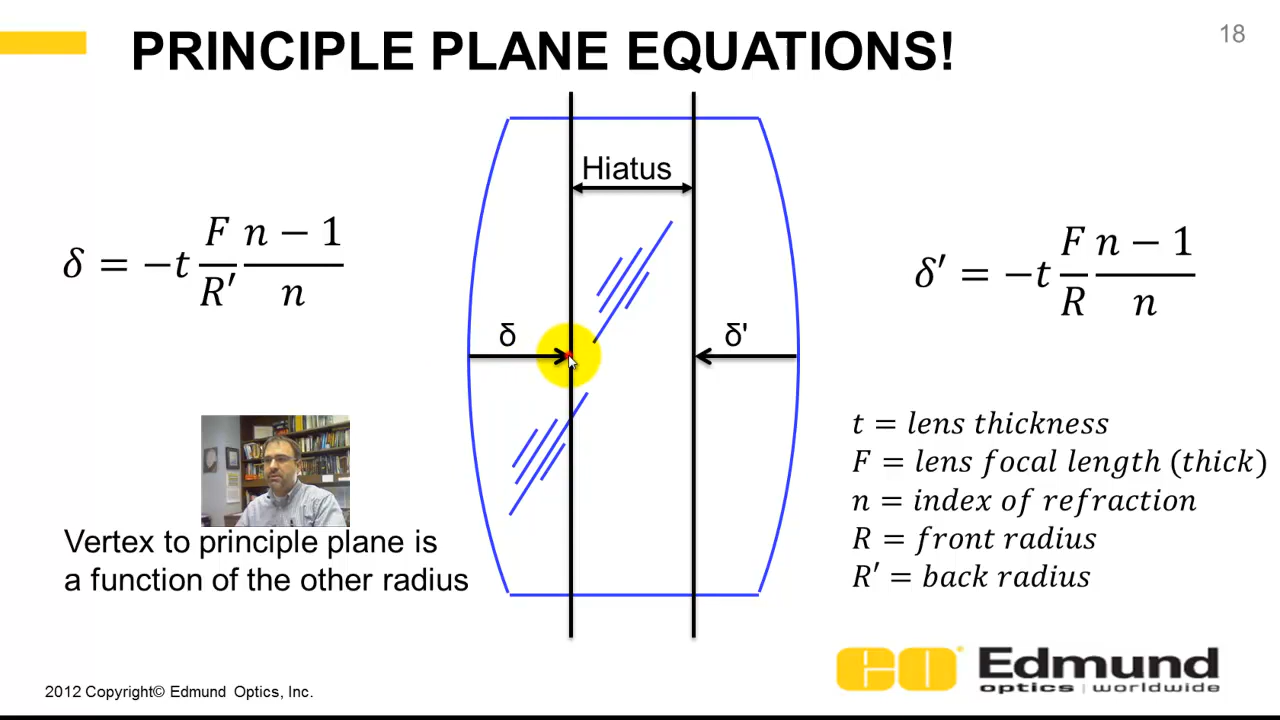 18
PRINCIPLE PLANE EQUATIONS!
Hiatus
δ = −t F/R′ n − 1/n
δ′ = −t F/R n − 1/n
δ
δ'
t = lens thickness
F = lens focal length (thick)
n = index of refraction
R = front radius
R′ = back radius
Vertex to principle plane is
a function of the other radius
EO Edmund
optics | worldwide
2012 Copyright© Edmund Optics, Inc.